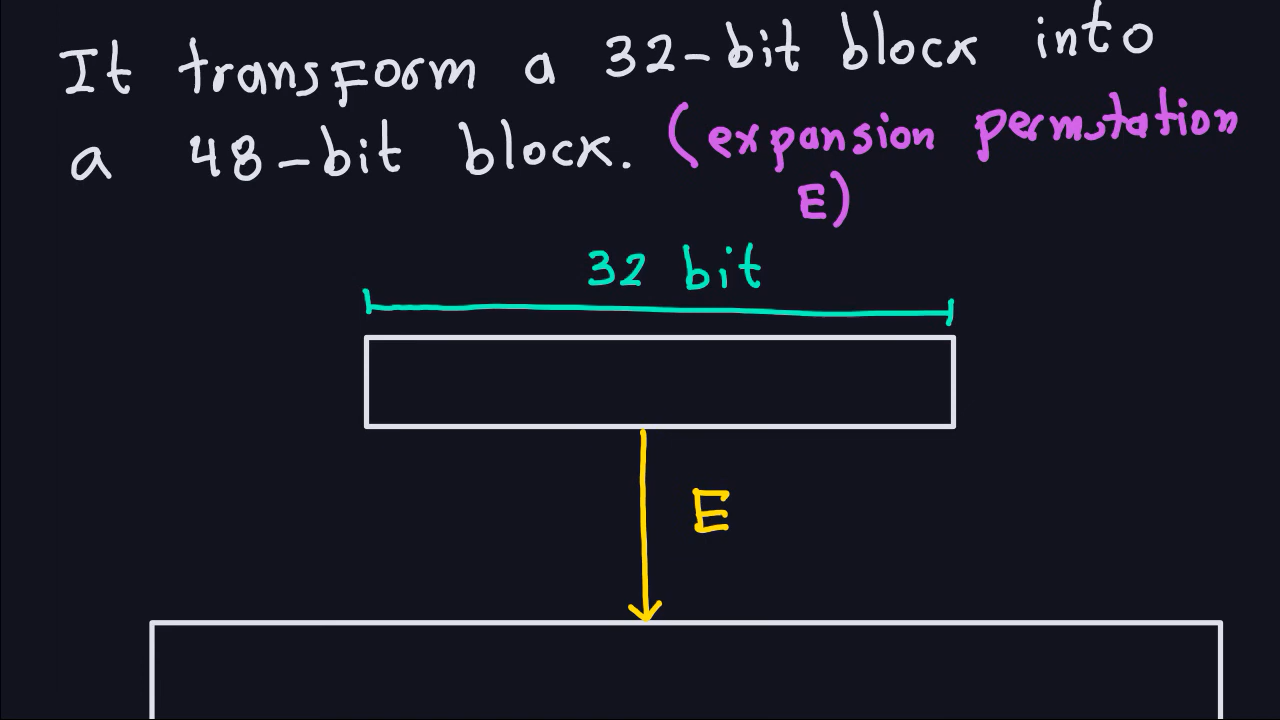 It transform a 32-bit block into
a 48-bit block. (expansion permutation
E)
32 bit
E